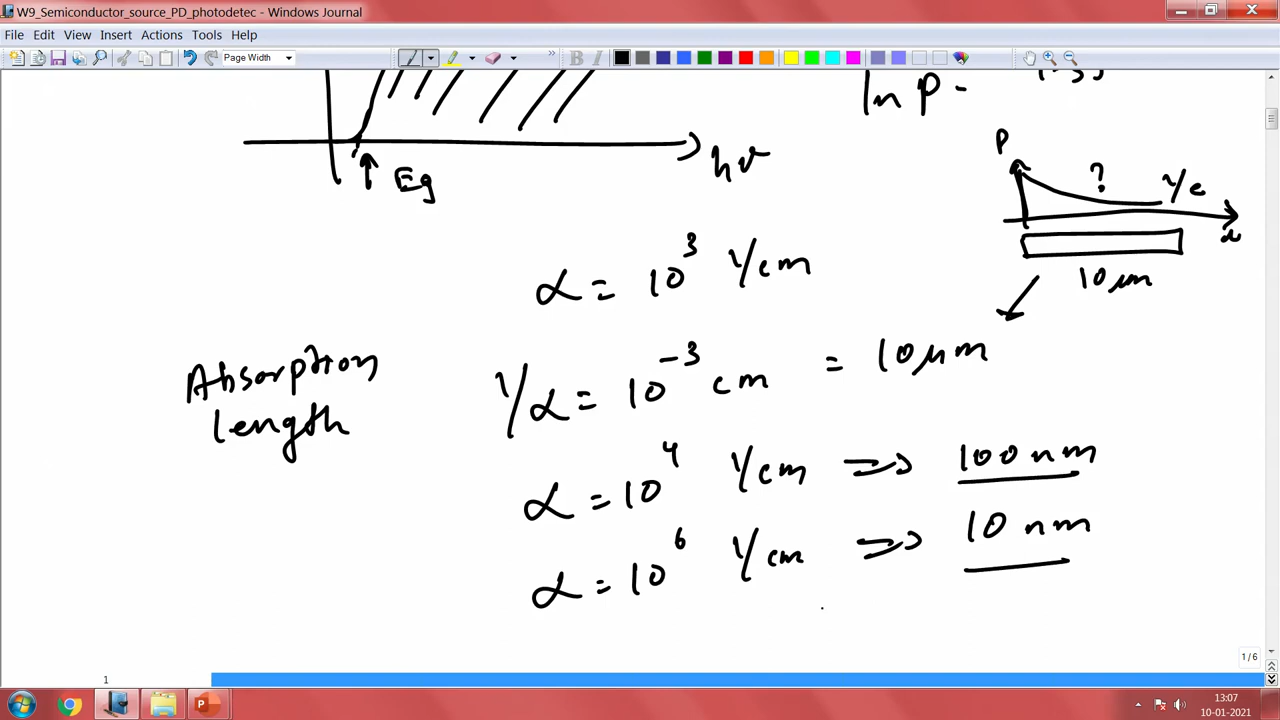 W9_Semiconductor_source_PD_photodetec - Windows Journal
File Edit View Insert Actions Tools Help
Page Width
B I
ln P -
hν
Eg
P
?
1/e
x
10 μm
α = 10³ 1/cm
Absorption
length
1/α = 10⁻³ cm = 10 μm
α = 10⁴ 1/cm ⇒ 100 nm
α = 10⁶ 1/cm ⇒ 10 nm
1/6
1
13:07
10-01-2021